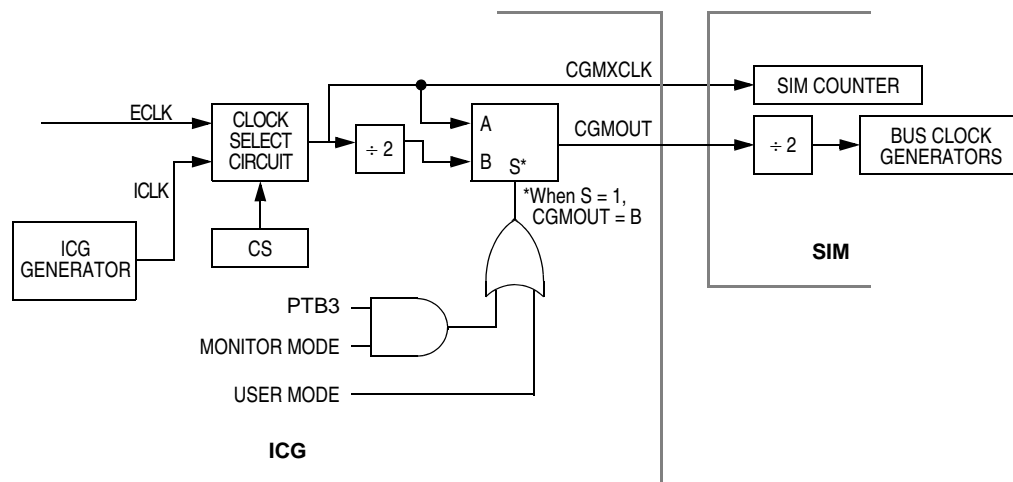 CGMXCLK
SIM COUNTER
ECLK
CLOCK
SELECT
CIRCUIT
A
CGMOUT
÷ 2
B
S*
÷ 2
BUS CLOCK
GENERATORS
ICLK
*When S = 1,
CGMOUT = B
ICG
GENERATOR
CS
SIM
PTB3
MONITOR MODE
USER MODE
ICG